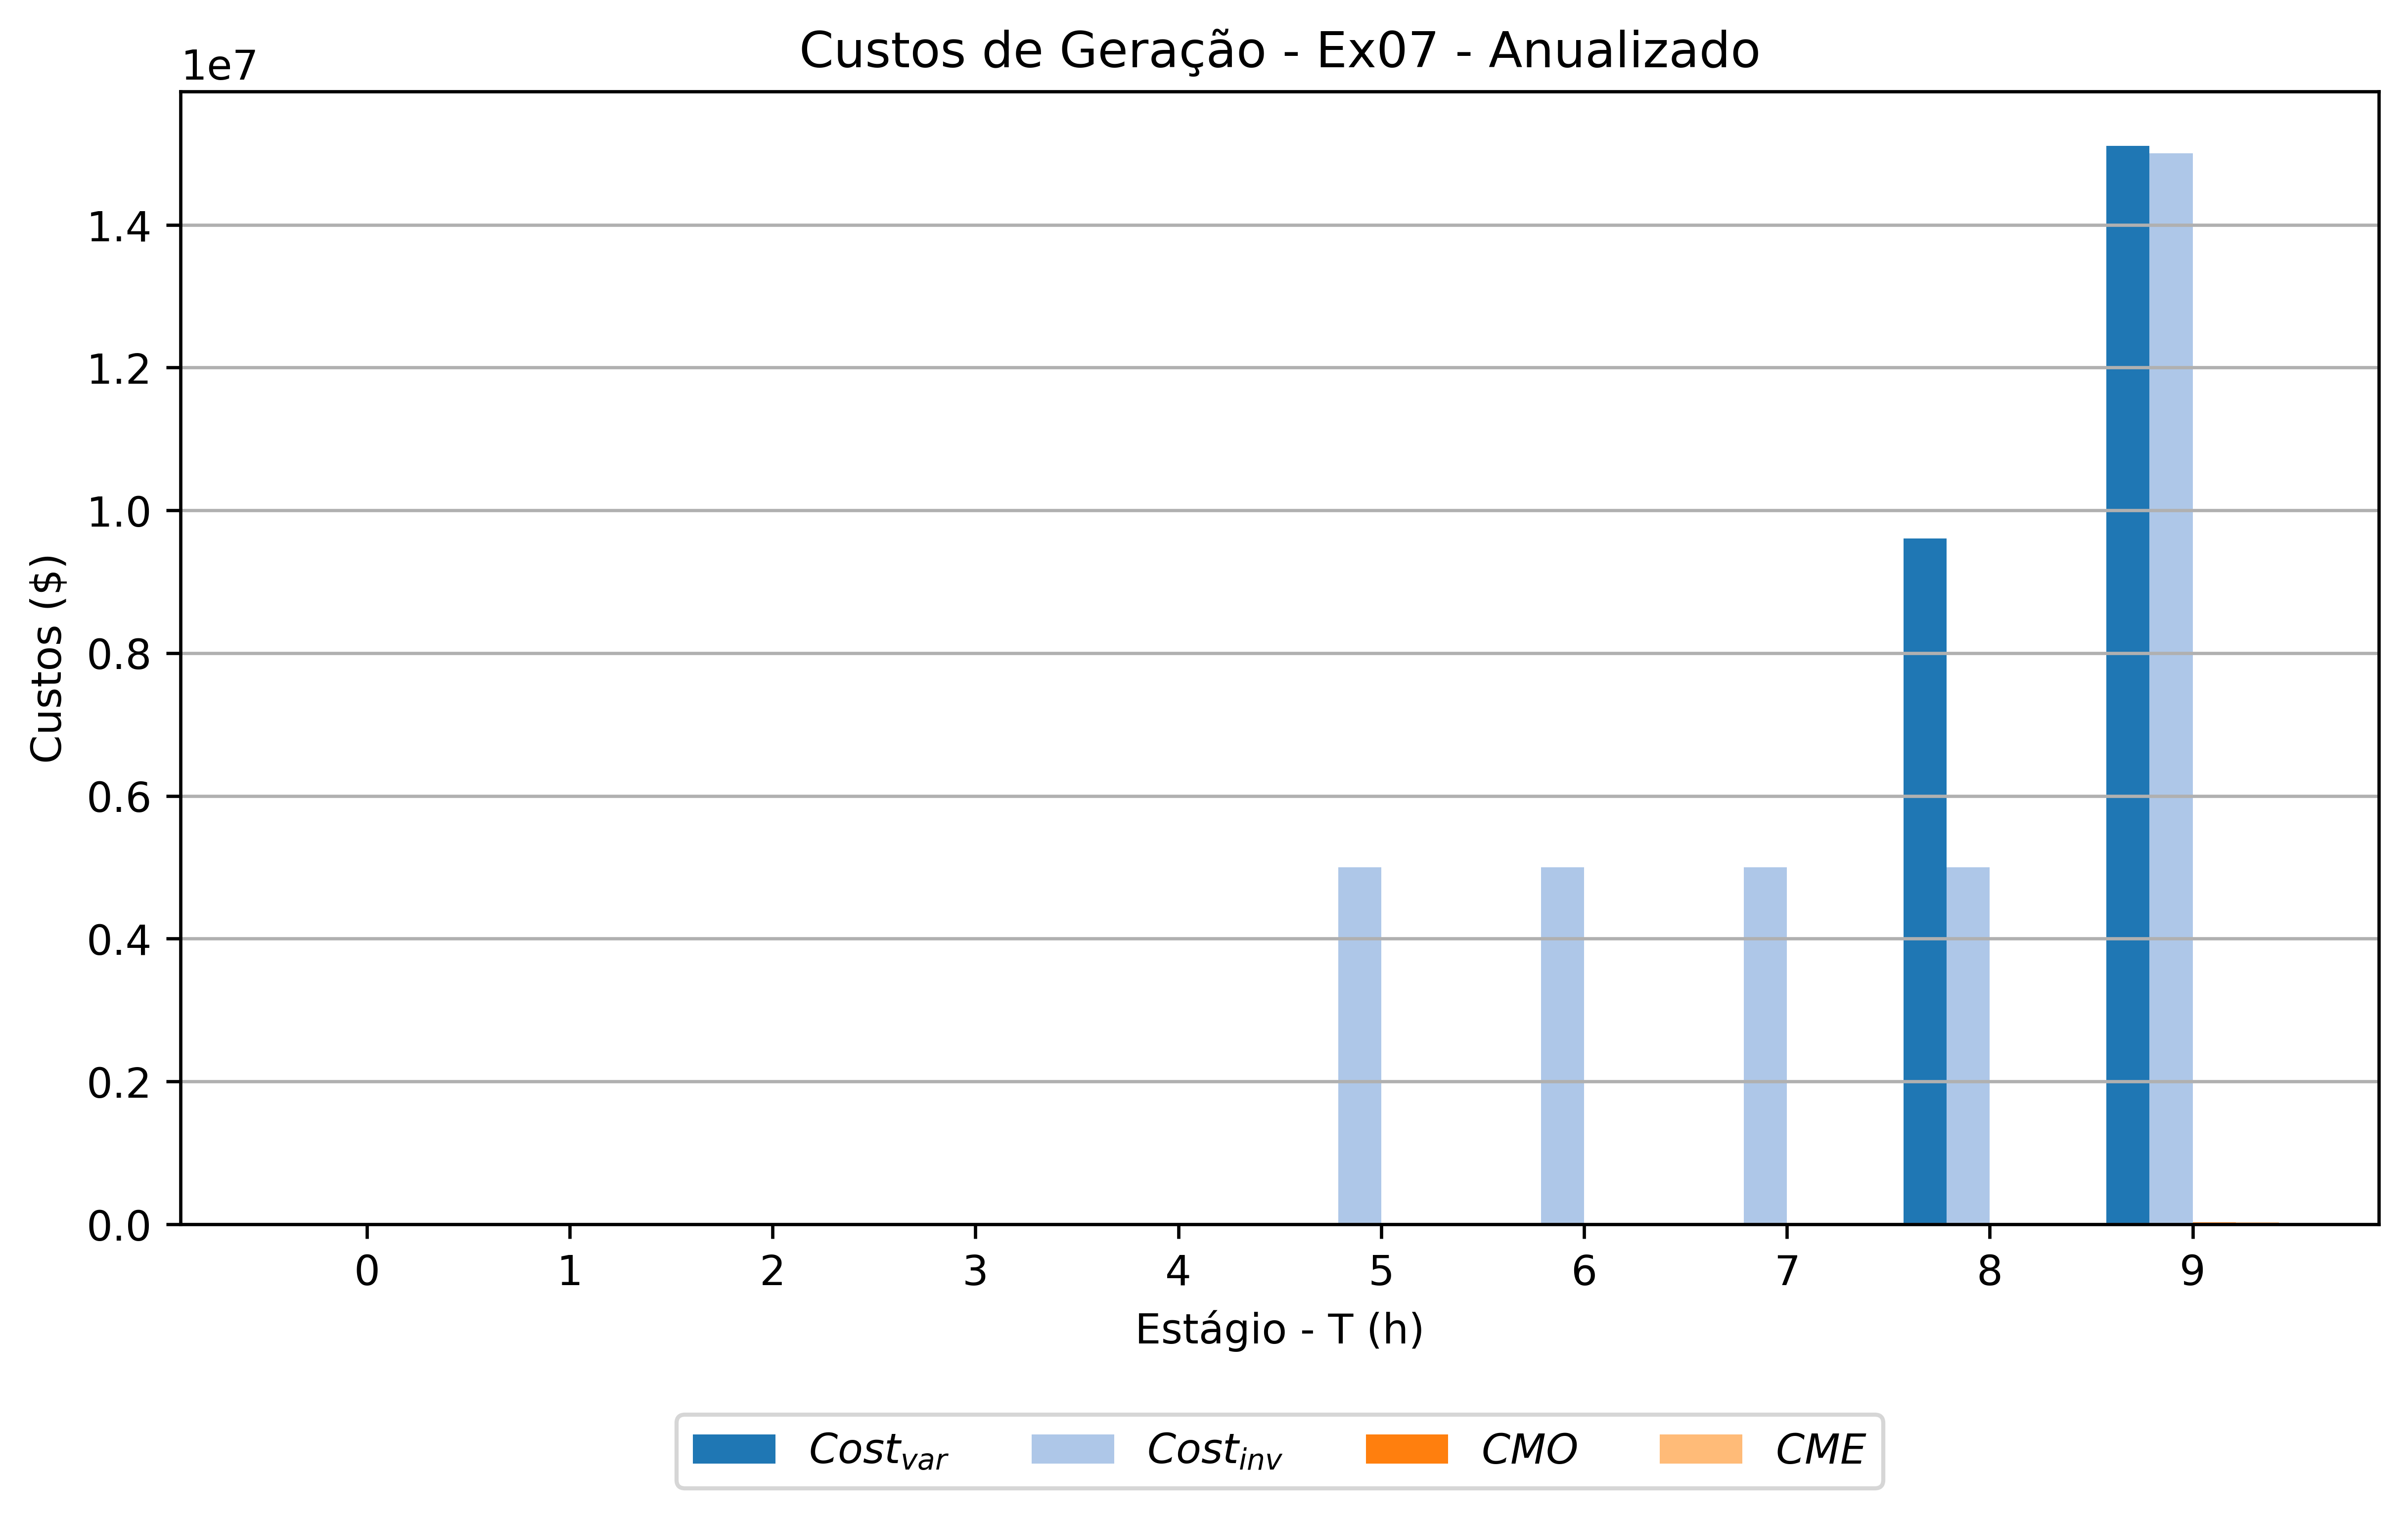 Custos de Geração - Ex07 - Anualizado
1e7
1.4
1.2
1.0
0.8
0.6
0.4
0.2
0.0
Custos ($)
0 1 2 3 4 5 6 7 8 9
Estágio - T (h)
Cost_var Cost_inv CMO CME